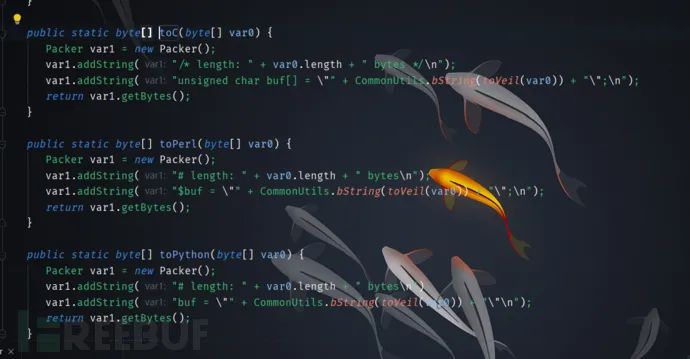 public static byte[] toC(byte[] var0) {
Packer var1 = new Packer();
var1.addString( var1: "/* length: " + var0.length + " bytes */\n");
var1.addString( var1: "unsigned char buf[] = \"" + CommonUtils.bString(toVeil(var0)) + "\";\n");
return var1.getBytes();
}
public static byte[] toPerl(byte[] var0) {
Packer var1 = new Packer();
var1.addString( var1: "# length: " + var0.length + " bytes\n");
var1.addString( var1: "$buf = \"" + CommonUtils.bString(toVeil(var0)) + "\";\n");
return var1.getBytes();
}
public static byte[] toPython(byte[] var0) {
Packer var1 = new Packer();
var1.addString( var1: "# length: " + var0.length + " bytes\n")
var1.addString( var1: "buf = \"" + CommonUtils.bString(toVeil(var0)) + "\"\n");
return var1.getBytes();
}
FREEBUF